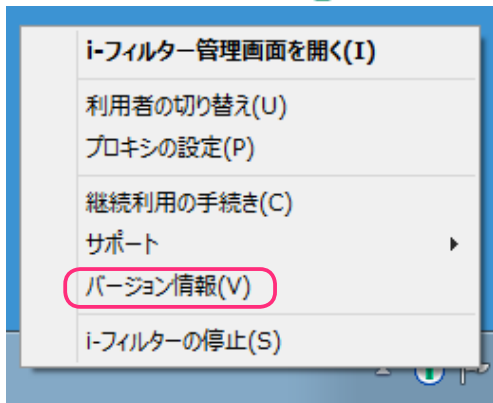 i-フィルター管理画面を開く(I)
利用者の切り替え(U)
プロキシの設定(P)
継続利用の手続き(C)
サポート
バージョン情報(V)
i-フィルターの停止(S)